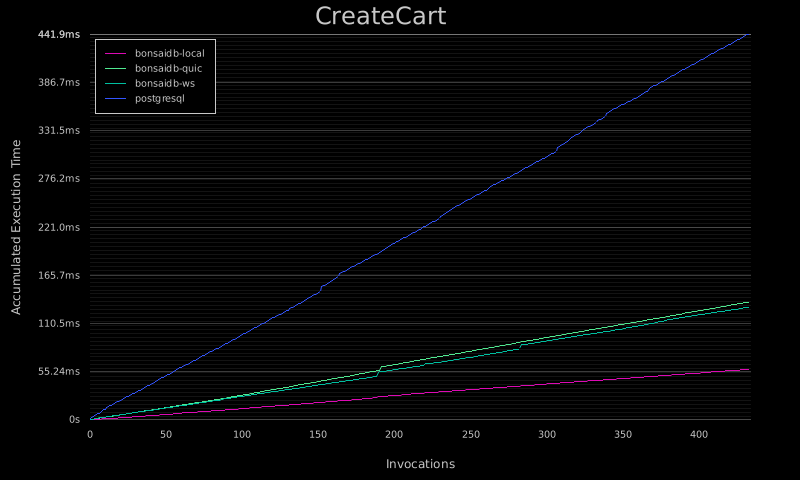 CreateCart
441.9ms
bonsaidb-local
bonsaidb-quic
bonsaidb-ws
postgresql
386.7ms
331.5ms
276.2ms
221.0ms
165.7ms
110.5ms
55.24ms
0s
Accumulated Execution Time
0 50 100 150 200 250 300 350 400
Invocations